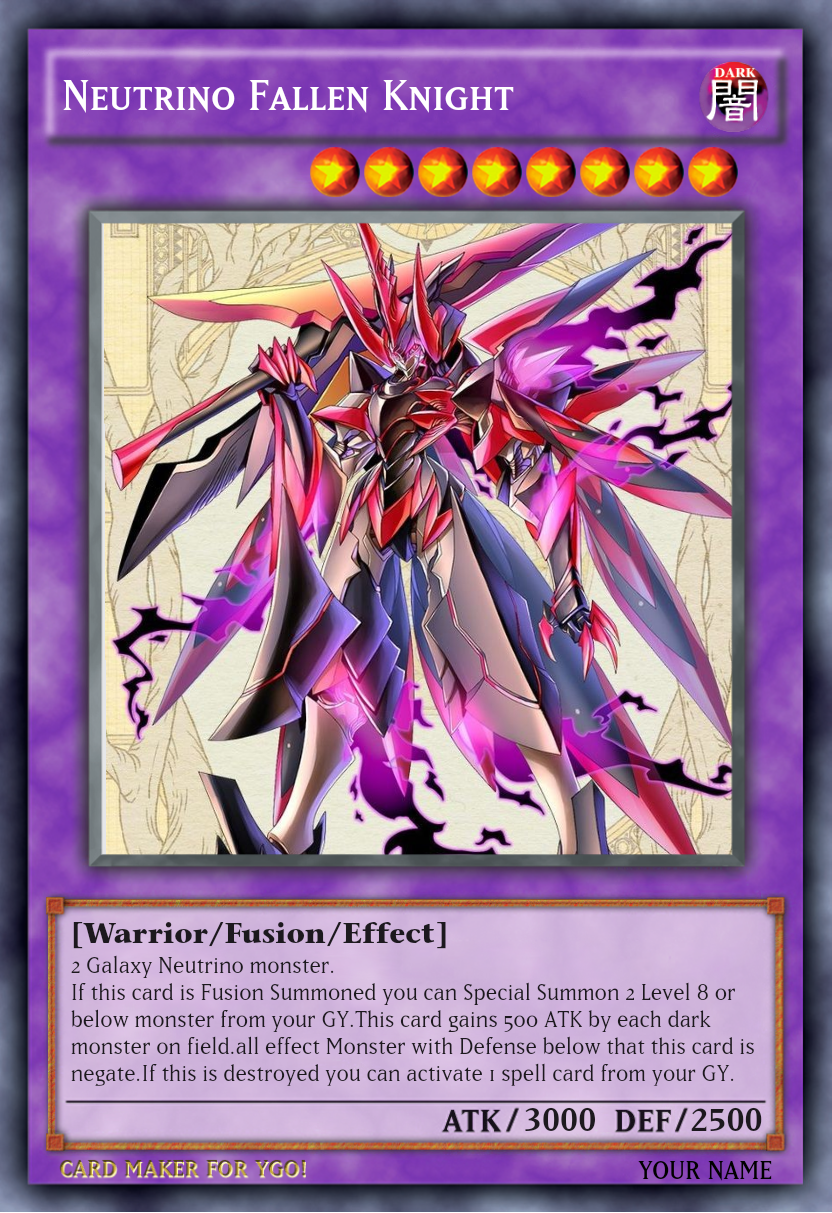 Neutrino Fallen Knight
DARK
闇
[Warrior/Fusion/Effect]
2 Galaxy Neutrino monster.
If this card is Fusion Summoned you can Special Summon 2 Level 8 or
below monster from your GY.This card gains 500 ATK by each dark
monster on field.all effect Monster with Defense below that this card is
negate.If this is destroyed you can activate 1 spell card from your GY.
ATK/3000 DEF/2500
CARD MAKER FOR YGO!
YOUR NAME